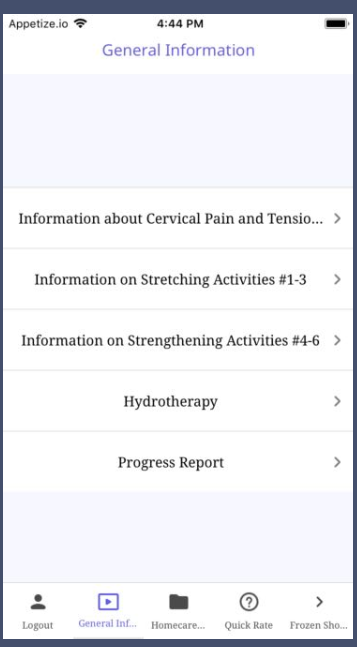 Appetize.io 4:44 PM
General Information
Information about Cervical Pain and Tensio...
Information on Stretching Activities #1-3
Information on Strengthening Activities #4-6
Hydrotherapy
Progress Report
Logout General Inf... Homecare... Quick Rate Frozen Sho...